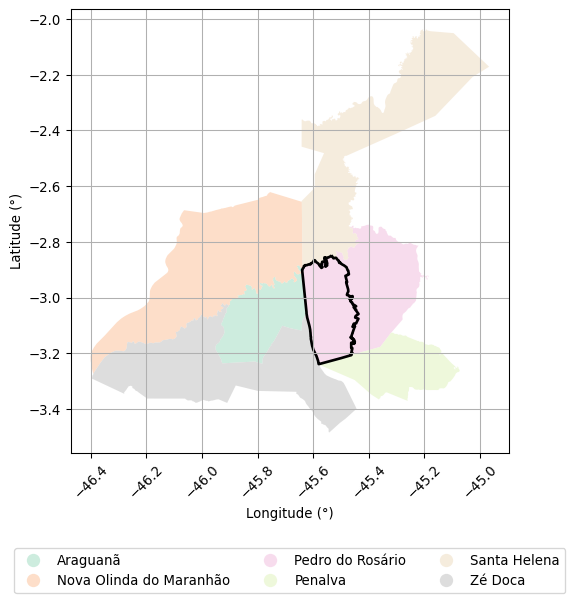 −2.0
−2.2
−2.4
−2.6
−2.8
−3.0
−3.2
−3.4
Latitude (°)
−46.4
−46.2
−46.0
−45.8
−45.6
−45.4
−45.2
−45.0
Longitude (°)
Araguanã
Nova Olinda do Maranhão
Pedro do Rosário
Penalva
Santa Helena
Zé Doca